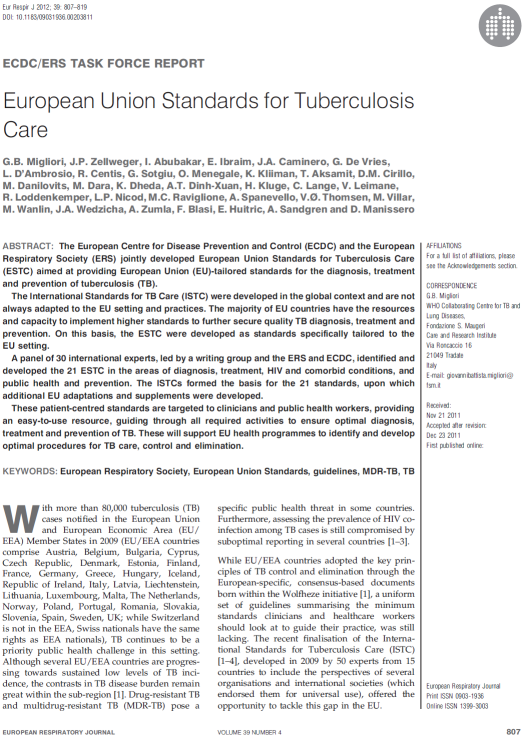 Eur Respir J 2012; 39: 807–819
DOI: 10.1183/09031936.00203811
ECDC/ERS TASK FORCE REPORT
European Union Standards for Tuberculosis
Care
G.B. Migliori, J.P. Zellweger, I. Abubakar, E. Ibraim, J.A. Caminero, G. De Vries,
L. D'Ambrosio, R. Centis, G. Sotgiu, O. Menegale, K. Kliiman, T. Aksamit, D.M. Cirillo,
M. Danilovits, M. Dara, K. Dheda, A.T. Dinh-Xuan, H. Kluge, C. Lange, V. Leimane,
R. Loddenkemper, L.P. Nicod, M.C. Raviglione, A. Spanevello, V.Ø. Thomsen, M. Villar,
M. Wanlin, J.A. Wedzicha, A. Zumla, F. Blasi, E. Huitric, A. Sandgren and D. Manissero
ABSTRACT: The European Centre for Disease Prevention and Control (ECDC) and the European
Respiratory Society (ERS) jointly developed European Union Standards for Tuberculosis Care
(ESTC) aimed at providing European Union (EU)-tailored standards for the diagnosis, treatment
and prevention of tuberculosis (TB).
The International Standards for TB Care (ISTC) were developed in the global context and are not
always adapted to the EU setting and practices. The majority of EU countries have the resources
and capacity to implement higher standards to further secure quality TB diagnosis, treatment and
prevention. On this basis, the ESTC were developed as standards specifically tailored to the
EU setting.
A panel of 30 international experts, led by a writing group and the ERS and ECDC, identified and
developed the 21 ESTC in the areas of diagnosis, treatment, HIV and comorbid conditions, and
public health and prevention. The ISTCs formed the basis for the 21 standards, upon which
additional EU adaptations and supplements were developed.
These patient-centred standards are targeted to clinicians and public health workers, providing
an easy-to-use resource, guiding through all required activities to ensure optimal diagnosis,
treatment and prevention of TB. These will support EU health programmes to identify and develop
optimal procedures for TB care, control and elimination.
KEYWORDS: European Respiratory Society, European Union Standards, guidelines, MDR-TB, TB
With more than 80,000 tuberculosis (TB)
cases notified in the European Union
and European Economic Area (EU/
EEA) Member States in 2009 (EU/EEA countries
comprise Austria, Belgium, Bulgaria, Cyprus,
Czech Republic, Denmark, Estonia, Finland,
France, Germany, Greece, Hungary, Iceland,
Republic of Ireland, Italy, Latvia, Liechtenstein,
Lithuania, Luxembourg, Malta, The Netherlands,
Norway, Poland, Portugal, Romania, Slovakia,
Slovenia, Spain, Sweden, UK; while Switzerland
is not in the EEA, Swiss nationals have the same
rights as EEA nationals), TB continues to be a
priority public health challenge in this setting.
Although several EU/EEA countries are progres-
sing towards sustained low levels of TB inci-
dence, the contrasts in TB disease burden remain
great within the sub-region [1]. Drug-resistant TB
and multidrug-resistant TB (MDR-TB) pose a
specific public health threat in some countries.
Furthermore, assessing the prevalence of HIV co-
infection among TB cases is still compromised by
suboptimal reporting in several countries [1–3].
While EU/EEA countries adopted the key prin-
ciples of TB control and elimination through the
European-specific, consensus-based documents
born within the Wolfheze initiative [1], a uniform
set of guidelines summarising the minimum
standards clinicians and healthcare workers
should look at to guide their practice, was still
lacking. The recent finalisation of the Interna-
tional Standards for Tuberculosis Care (ISTC)
[1–4], developed in 2009 by 50 experts from 15
countries to include the perspectives of several
organisations and international societies (which
endorsed them for universal use), offered the
opportunity to tackle this gap in the EU.
AFFILIATIONS
For a full list of affiliations, please
see the Acknowledgements section.
CORRESPONDENCE
G.B. Migliori
WHO Collaborating Centre for TB and
Lung Diseases,
Fondazione S. Maugeri
Care and Research Institute
Via Roncaccio 16
21049 Tradate
Italy
E-mail: giovannibattista.migliori@
fsm.it
Received:
Nov 21 2011
Accepted after revision:
Dec 23 2011
First published online:
European Respiratory Journal
Print ISSN 0903-1936
Online ISSN 1399-3003
EUROPEAN RESPIRATORY JOURNAL
VOLUME 39 NUMBER 4
807